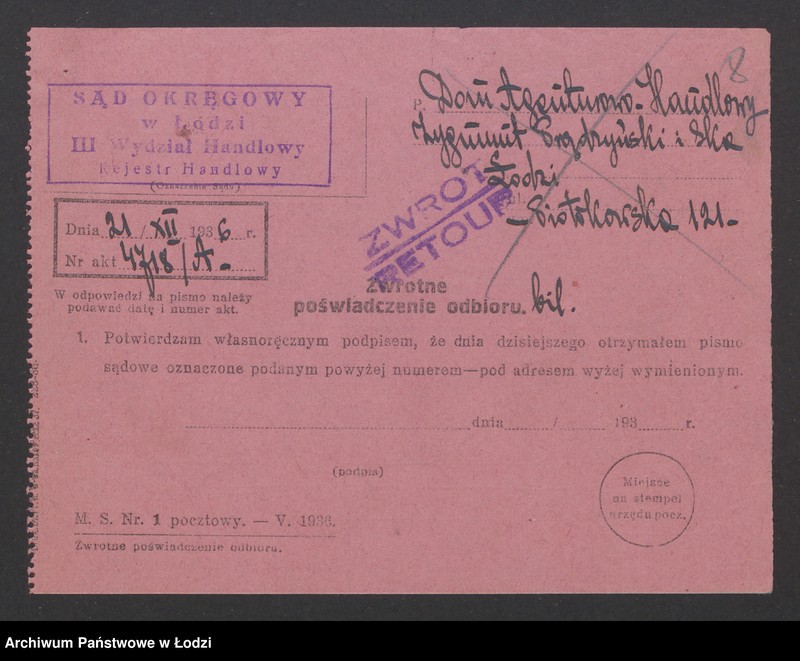 8
SĄD OKRĘGOWY
w Łodzi
III Wydział Handlowy
Rejestr Handlowy
(Oznaczenie Sądu)
P. Dom Agenturowo-Handlowy
Zygmunt i Ska
Łodzi
Piotrkowska 121-
ZWROT
RETOUR
Dnia 21 / XII 1936 r.
Nr akt 4718/A-
W odpowiedzi na pismo należy
podawać datę i numer akt.
Zwrotne
poświadczenie odbioru. bil.
1. Potwierdzam własnoręcznym podpisem, że dnia dzisiejszego otrzymałem pismo
sądowe oznaczone podanym powyżej numerem—pod adresem wyżej wymienionym.
dnia / 193 r.
(podpis)
Miejsce
na stempel
urzędu pocz.
M. S. Nr. 1 pocztowy. — V. 1936.
Zwrotne poświadczenie odbioru.
Archiwum Państwowe w Łodzi